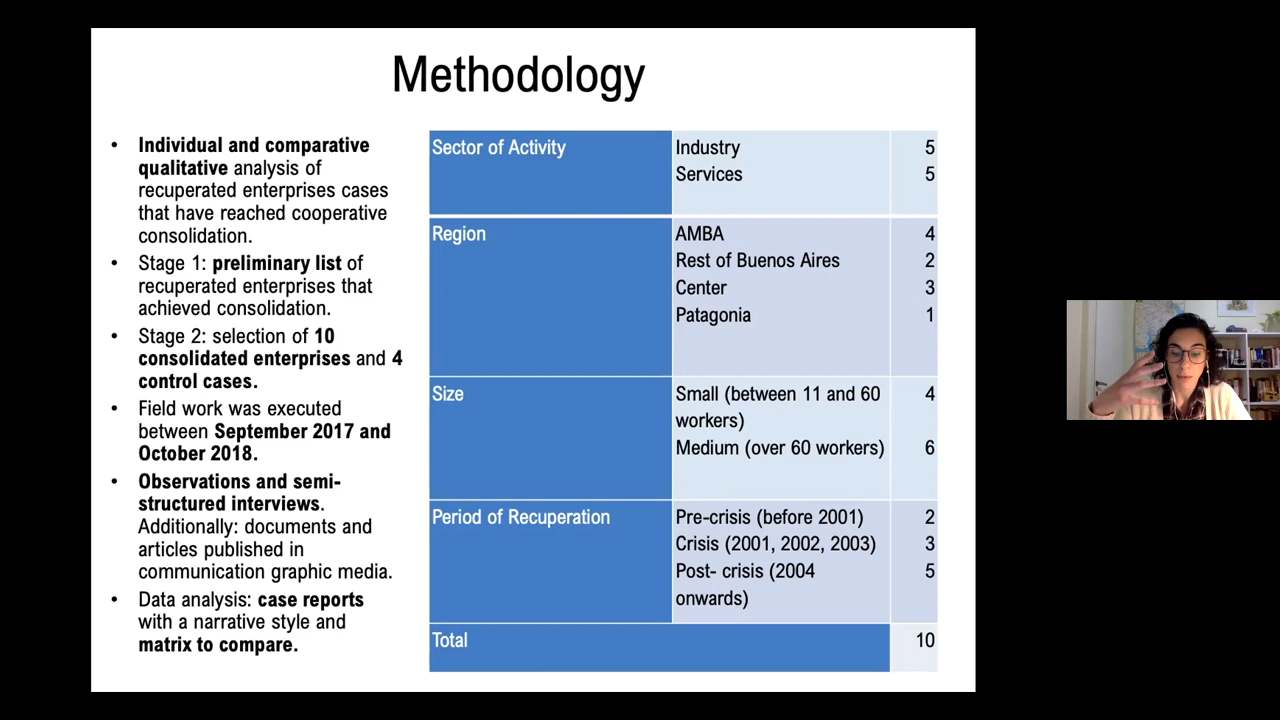 Methodology
• Individual and comparative
qualitative analysis of
recuperated enterprises cases
that have reached cooperative
consolidation.
• Stage 1: preliminary list of
recuperated enterprises that
achieved consolidation.
• Stage 2: selection of 10
consolidated enterprises and 4
control cases.
• Field work was executed
between September 2017 and
October 2018.
• Observations and semi-
structured interviews.
Additionally: documents and
articles published in
communication graphic media.
• Data analysis: case reports
with a narrative style and
matrix to compare.
Sector of Activity Industry 5
Services 5
Region AMBA 4
Rest of Buenos Aires 2
Center 3
Patagonia 1
Size Small (between 11 and 60 4
workers)
Medium (over 60 workers) 6
Period of Recuperation Pre-crisis (before 2001) 2
Crisis (2001, 2002, 2003) 3
Post- crisis (2004 5
onwards)
Total 10